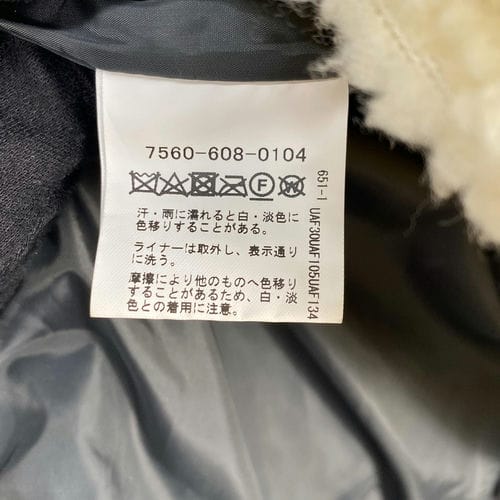 7560-608-0104
F W
汗・雨に濡れると白・淡色に
色移りすることがある。
ライナーは取外し、表示通り
に洗う。
摩擦により他のものへ色移り
することがあるため、白・淡
色との着用に注意。
651-1
UAF30UAF105UAF134